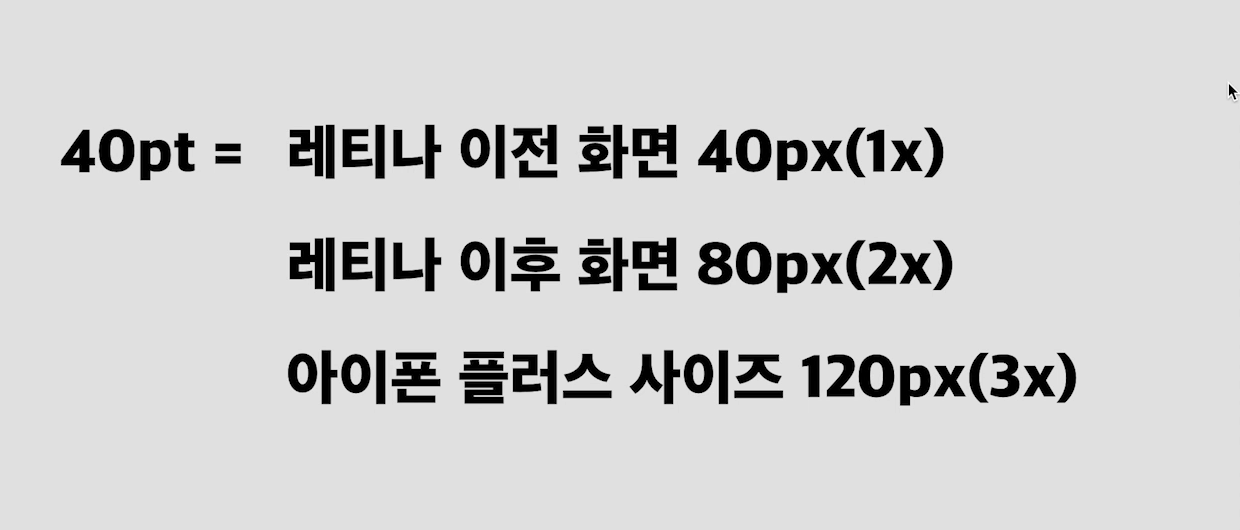 40pt = 레티나 이전 화면 40px(1x)
레티나 이후 화면 80px(2x)
아이폰 플러스 사이즈 120px(3x)